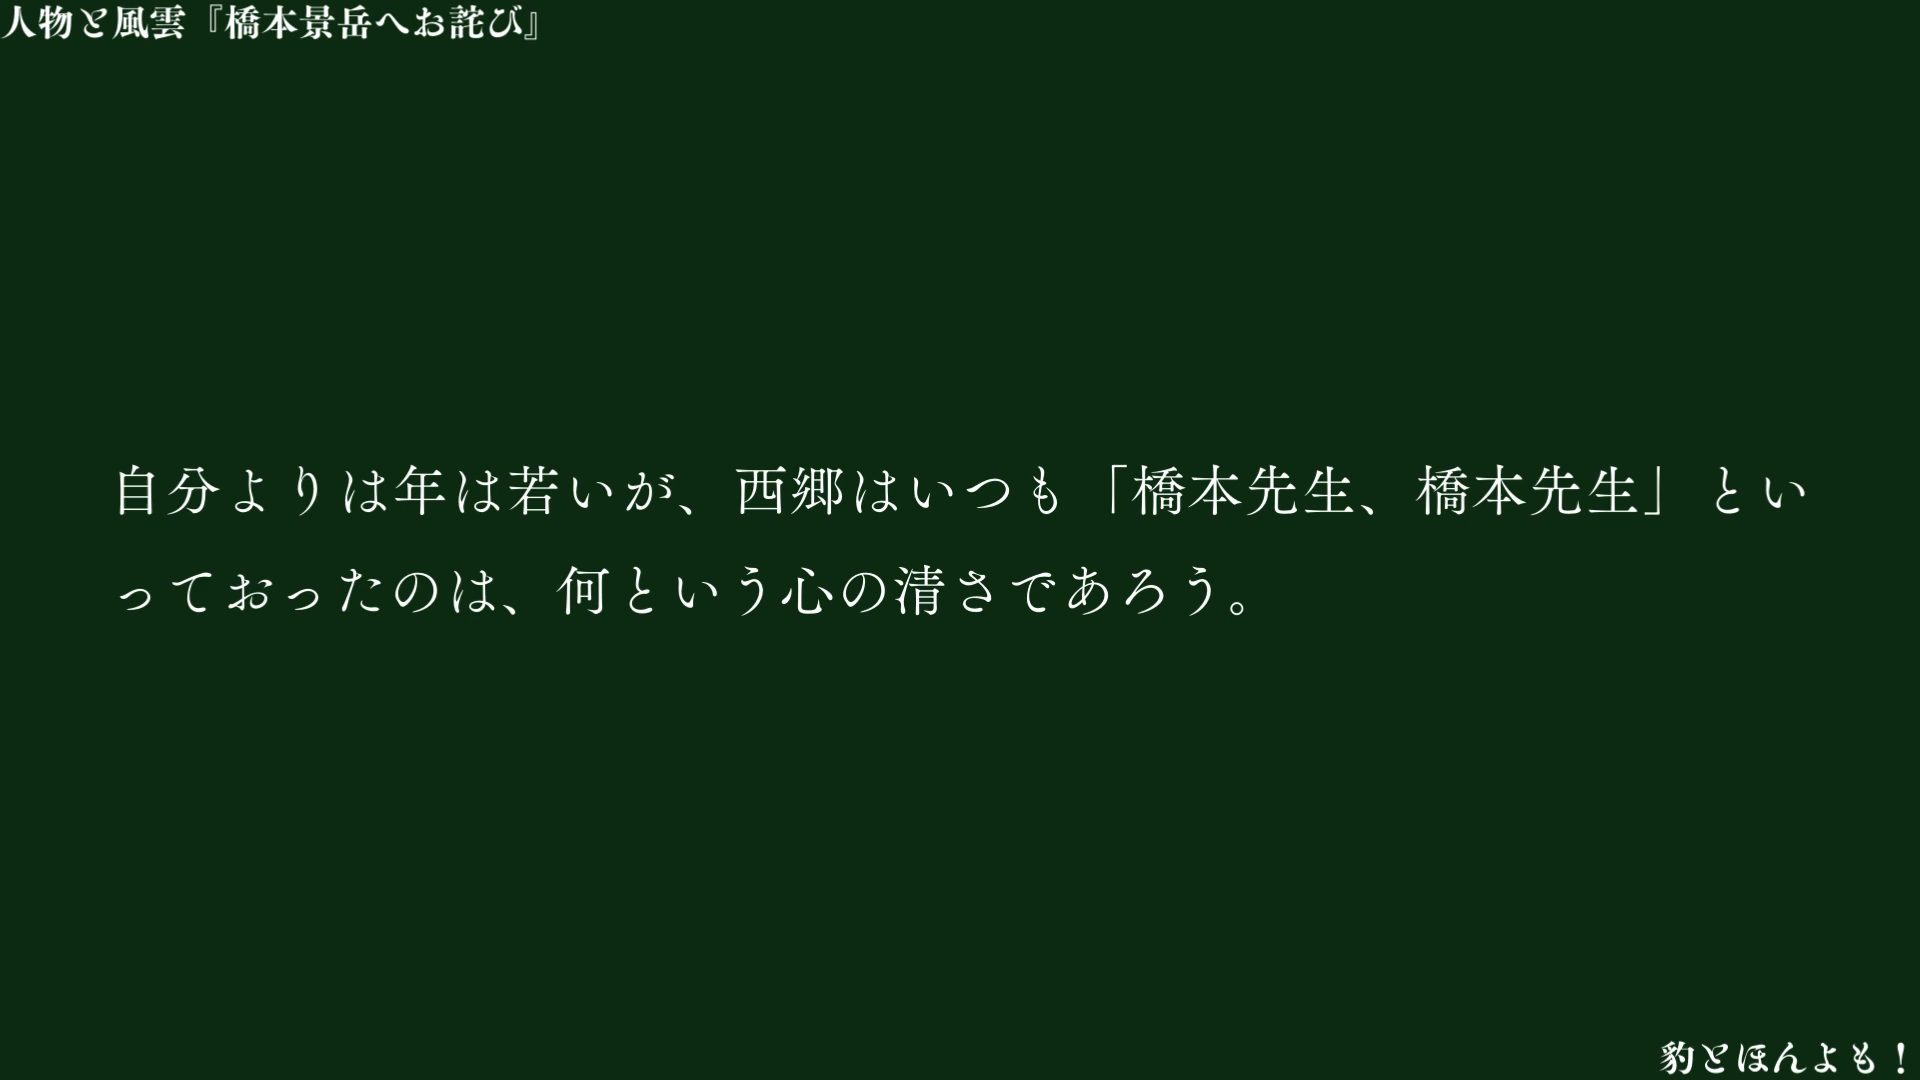 人物と風雲『橋本景岳へお詫び』
自分よりは年は若いが、西郷はいつも「橋本先生、橋本先生」とい
っておったのは、何という心の清さであろう。
豹とほんよも！